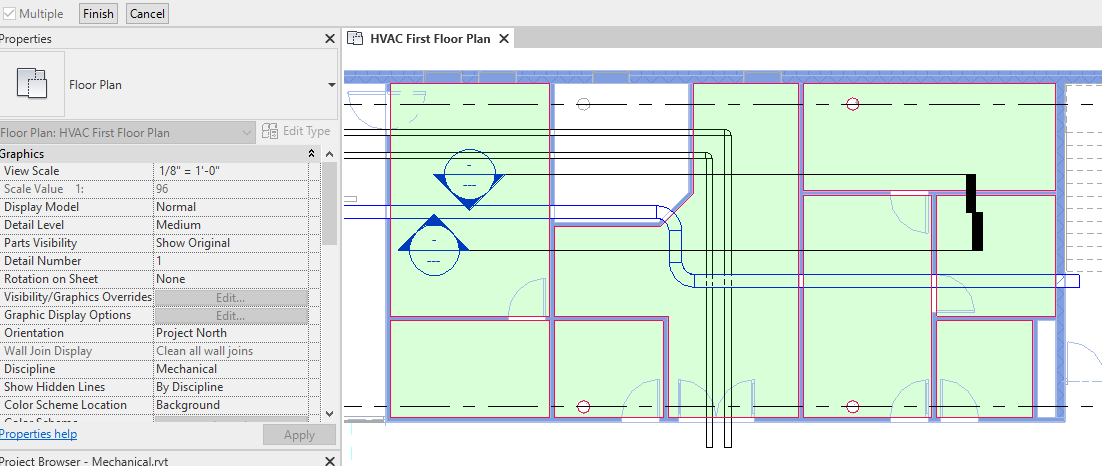 Multiple Finish Cancel
Properties
HVAC First Floor Plan
Floor Plan
Floor Plan: HVAC First Floor Plan
Edit Type
Graphics
View Scale 1/8" = 1'-0"
Scale Value 1: 96
Display Model Normal
Detail Level Medium
Parts Visibility Show Original
Detail Number 1
Rotation on Sheet None
Visibility/Graphics Overrides Edit...
Graphic Display Options Edit...
Orientation Project North
Wall Join Display Clean all wall joins
Discipline Mechanical
Show Hidden Lines By Discipline
Color Scheme Location Background
Color Scheme
Properties help
Apply
Project Browser - Mechanical.rvt